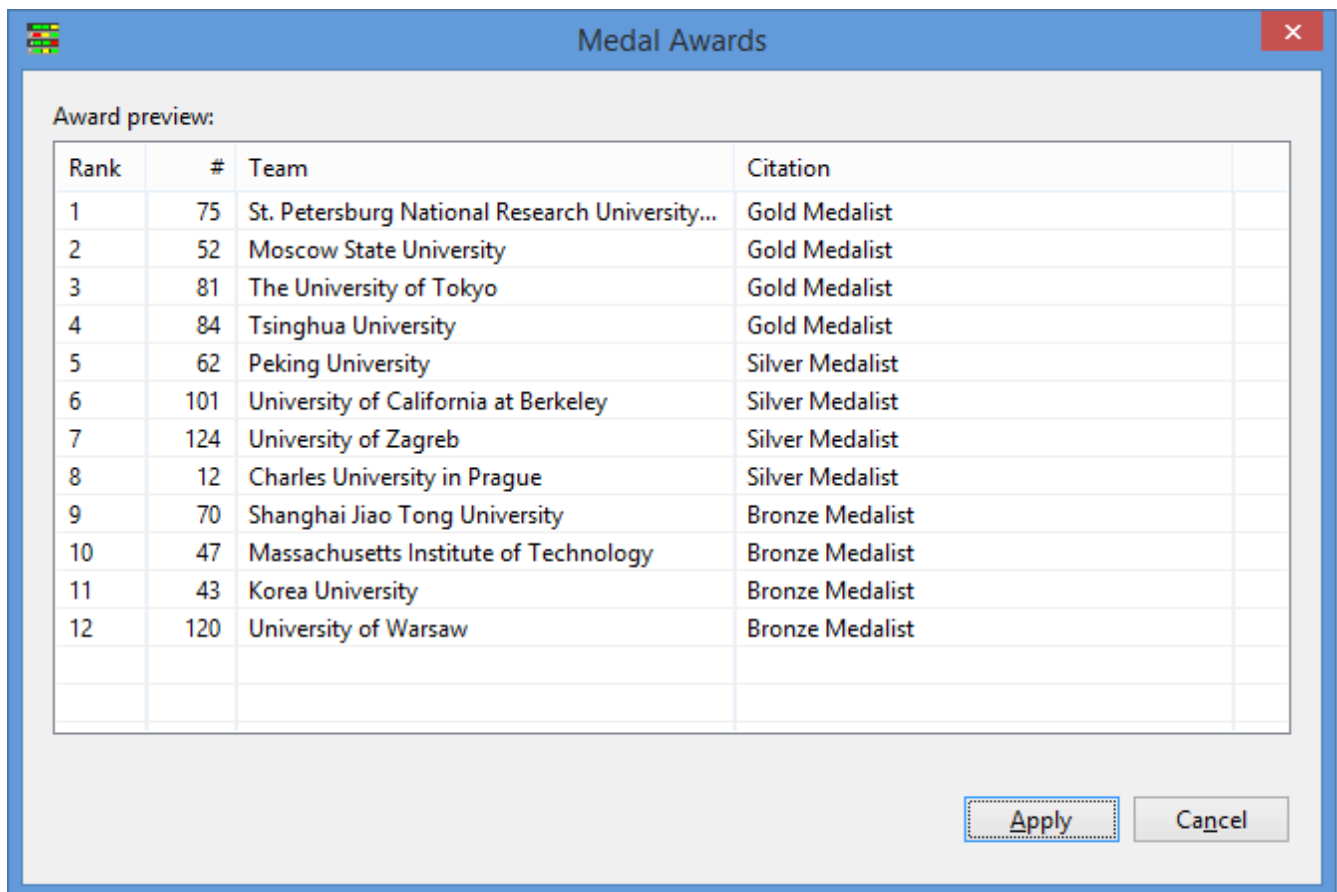 Medal Awards
Award preview:
Rank # Team Citation
1 75 St. Petersburg National Research University... Gold Medalist
2 52 Moscow State University Gold Medalist
3 81 The University of Tokyo Gold Medalist
4 84 Tsinghua University Gold Medalist
5 62 Peking University Silver Medalist
6 101 University of California at Berkeley Silver Medalist
7 124 University of Zagreb Silver Medalist
8 12 Charles University in Prague Silver Medalist
9 70 Shanghai Jiao Tong University Bronze Medalist
10 47 Massachusetts Institute of Technology Bronze Medalist
11 43 Korea University Bronze Medalist
12 120 University of Warsaw Bronze Medalist
Apply Cancel